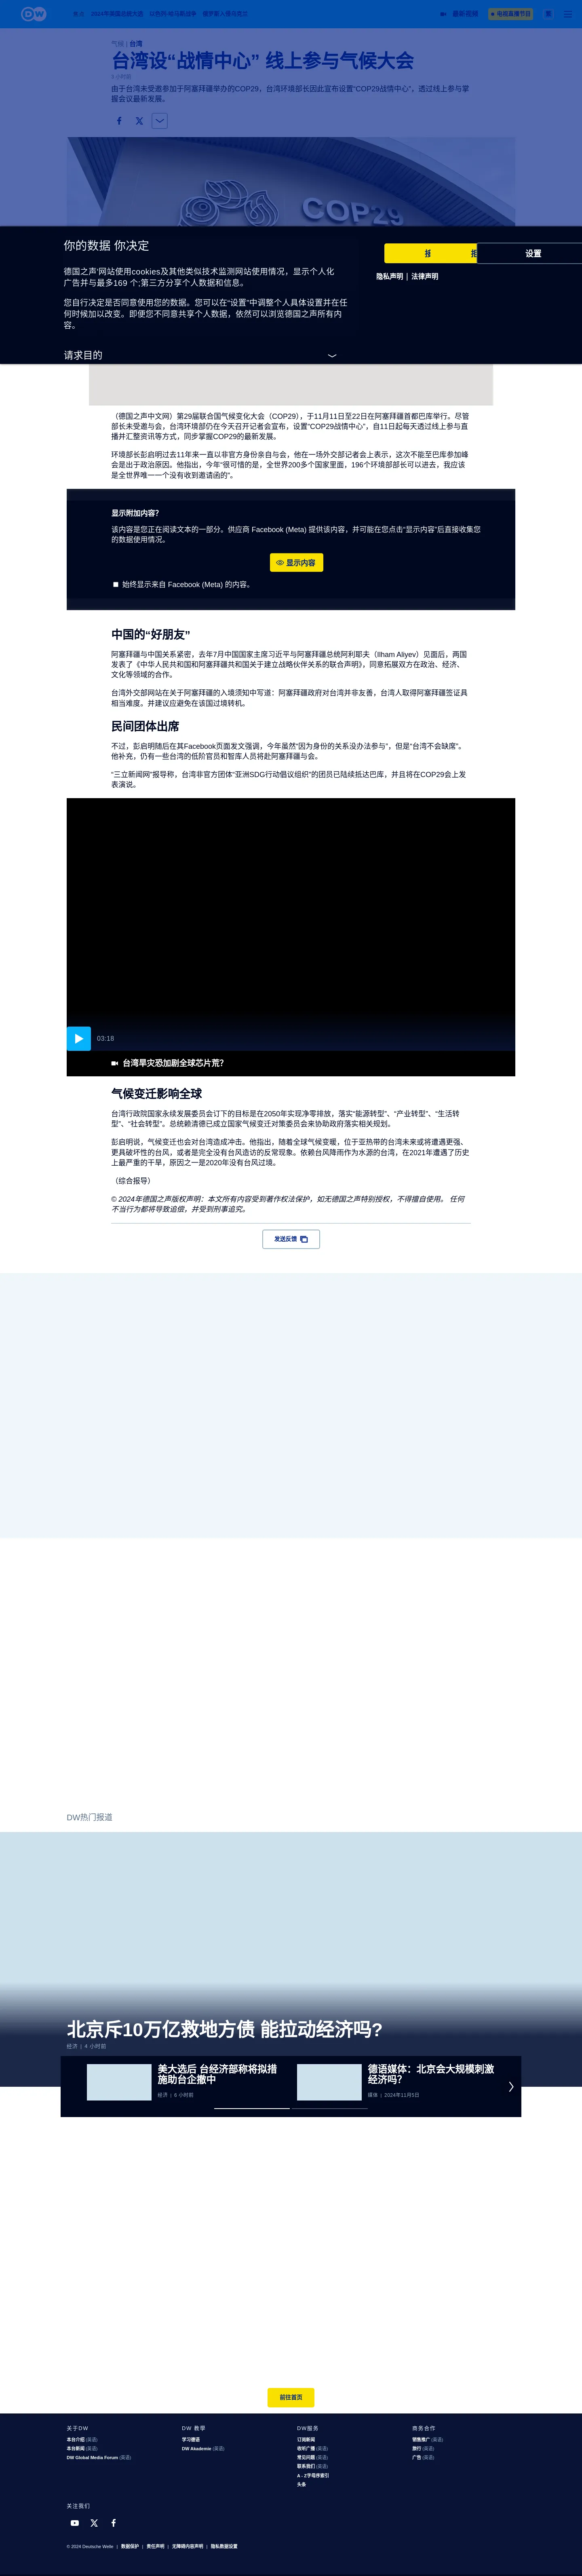 DW
2024年美国总统大选
以色列-哈马斯战争
俄罗斯入侵乌克兰
最新视频
电视直播节目
繁
气候 | 台湾
台湾设“战情中心” 线上参与气候大会
由于台湾未受邀参加于阿塞拜疆举办的COP29，台湾环境部长因此宣布设置“COP29战情中心”，透过线上参与掌
握会议最新发展。
COP29
你的数据 你决定
德国之声'网站使用cookies及其他类似技术监测网站使用情况，显示个人化
广告并与最多169 个;第三方分享个人数据和信息。
您自行决定是否同意使用您的数据。您可以在“设置”中调整个人具体设置并在任
何时候加以改变。即便您不同意共享个人数据，依然可以浏览德国之声所有内
容。
请求目的
设置
隐私声明 | 法律声明
（德国之声中文网）第29届联合国气候变化大会（COP29），于11月11日至22日在阿塞拜疆首都巴库举行。尽管
部长未受邀与会，台湾环境部仍在今天召开记者会宣布，设置“COP29战情中心”，自11日起每天透过线上参与直
播并汇整资讯等方式，同步掌握COP29的最新发展。
环境部长彭启明过去11年来一直以非官方身份亲自与会，他在一场外交部记者会上表示，这次不能至巴库参加峰
会是出于政治原因。他指出，今年“很可惜的是，全世界200多个国家里面，196个环境部部长可以进去，我应该
是全世界唯一一个没有收到邀请函的”。
显示附加内容？
该内容是您正在阅读文本的一部分。供应商 Facebook (Meta) 提供该内容，并可能在您点击“显示内容”后直接收集您
的数据使用情况。
显示内容
始终显示来自 Facebook (Meta) 的内容。
中国的“好朋友”
阿塞拜疆与中国关系紧密，去年7月中国国家主席习近平与阿塞拜疆总统阿利耶夫（Ilham Aliyev）见面后，两国
发表了《中华人民共和国和阿塞拜疆共和国关于建立战略伙伴关系的联合声明》，同意拓展双方在政治、经济、
文化等领域的合作。
台湾外交部网站在关于阿塞拜疆的入境须知中写道：阿塞拜疆政府对台湾并非友善，台湾人取得阿塞拜疆签证具
相当难度。并建议应避免在该国过境转机。
民间团体出席
不过，彭启明随后在其Facebook页面发文强调，今年虽然“因为身份的关系没办法参与”，但是“台湾不会缺席”。
他补充，仍有一些台湾的低阶官员和智库人员将赴阿塞拜疆与会。
“三立新闻网”报导称，台湾非官方团体“亚洲SDG行动倡议组织”的团员已陆续抵达巴库，并且将在COP29会上发
表演说。
03:18
台湾旱灾恐加剧全球芯片荒？
气候变迁影响全球
台湾行政院国家永续发展委员会订下的目标是在2050年实现净零排放，落实“能源转型”、“产业转型”、“生活转
型”、“社会转型”。总统赖清德已成立国家气候变迁对策委员会来协助政府落实相关规划。
彭启明说，气候变迁也会对台湾造成冲击。他指出，随着全球气候变暖，位于亚热带的台湾未来或将遭遇更强、
更具破坏性的台风，或者是完全没有台风造访的反常现象。依赖台风降雨作为水源的台湾，在2021年遭遇了历史
上最严重的干旱，原因之一是2020年没有台风过境。
（综合报导）
© 2024年德国之声版权声明：本文所有内容受到著作权法保护，如无德国之声特别授权，不得擅自使用。 任何
不当行为都将导致追偿，并受到刑事追究。
发送反馈
DW热门报道
北京斥10万亿救地方债 能拉动经济吗?
经济 | 4 小时前
美大选后 台经济部称将拟措
施助台企撤中
经济 | 6 小时前
德语媒体：北京会大规模刺激
经济吗？
媒体 | 2024年11月5日
前往首页
关于DW
本台介绍 (英语)
本台新闻 (英语)
DW Global Media Forum (英语)
DW 教学
学习德语
DW Akademie (英语)
DW服务
订阅新闻
收听广播 (英语)
常见问题 (英语)
联系我们 (英语)
A - Z字母序索引
头条
商务合作
销售推广 (英语)
旅行 (英语)
广告 (英语)
关注我们
© 2024 Deutsche Welle | 数据保护 | 责任声明 | 无障碍内容声明 | 隐私数据设置